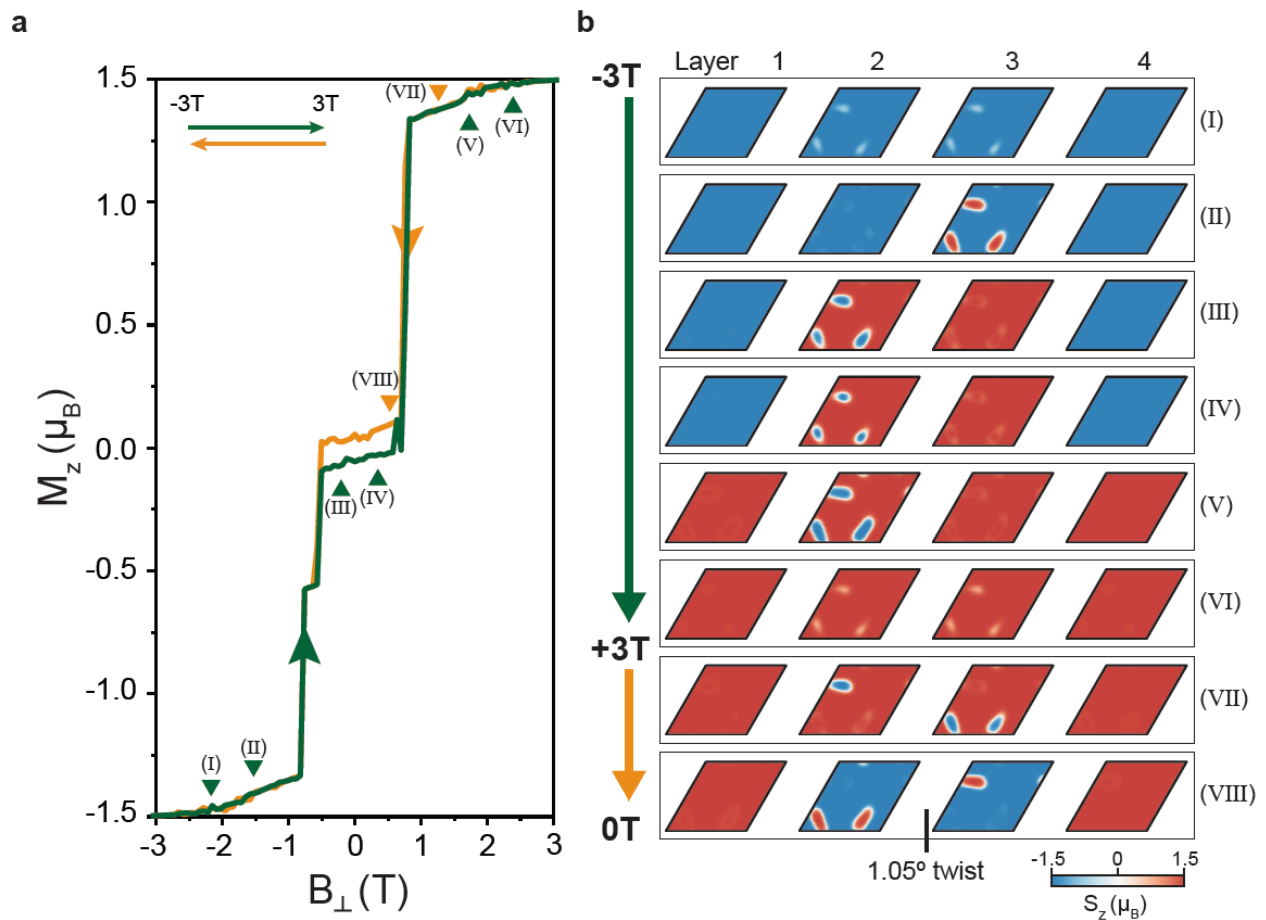 a
1.5
1.0
0.5
0.0
-0.5
-1.0
-1.5
-3 -2 -1 0 1 2 3
M_z (μ_B)
B_⊥ (T)
-3T 3T
(VII)
(V)
(VI)
(VIII)
(III)
(IV)
(I)
(II)
b
Layer 1 2 3 4
-3T
(I)
(II)
(III)
(IV)
(V)
(VI)
+3T
(VII)
(VIII)
0T
1.05º twist
-1.5 0 1.5
S_z (μ_B)